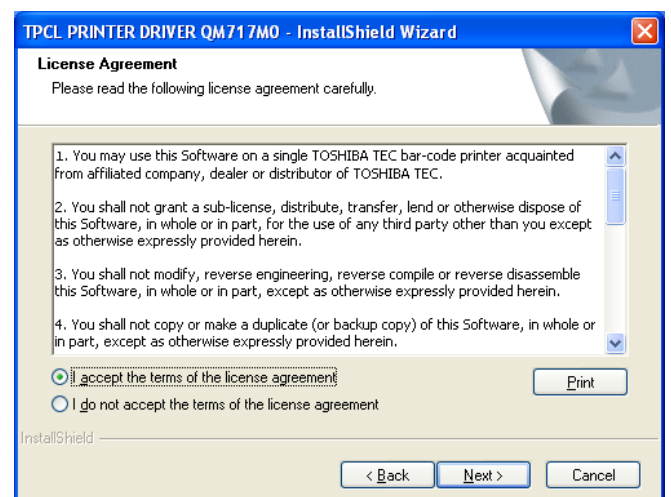 TPCL PRINTER DRIVER QM717M0 - InstallShield Wizard
License Agreement
Please read the following license agreement carefully.
1. You may use this Software on a single TOSHIBA TEC bar-code printer acquainted
from affiliated company, dealer or distributor of TOSHIBA TEC.
2. You shall not grant a sub-license, distribute, transfer, lend or otherwise dispose of
this Software, in whole or in part, for the use of any third party other than you except
as otherwise expressly provided herein.
3. You shall not modify, reverse engineering, reverse compile or reverse disassemble
this Software, in whole or in part, except as otherwise expressly provided herein.
4. You shall not copy or make a duplicate (or backup copy) of this Software, in whole or
in part, except as otherwise expressly provided herein.
I accept the terms of the license agreement
Print
I do not accept the terms of the license agreement
InstallShield
< Back
Next >
Cancel